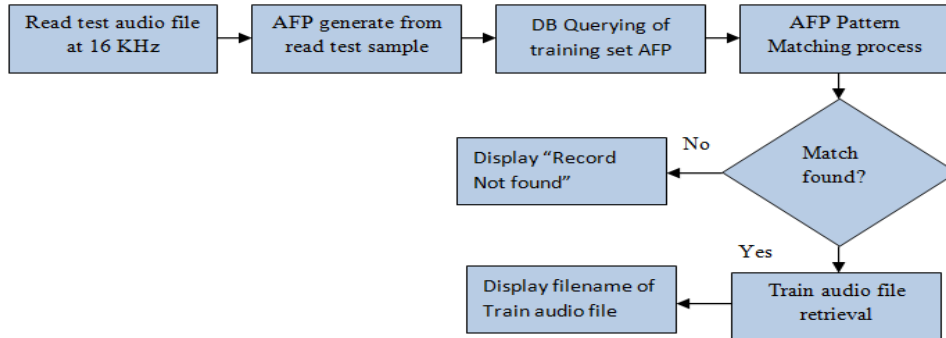 Read test audio file
at 16 KHz
AFP generate from
read test sample
DB Querying of
training set AFP
AFP Pattern
Matching process
Match
found?
No
Display “Record
Not found”
Yes
Train audio file
retrieval
Display filename of
Train audio file